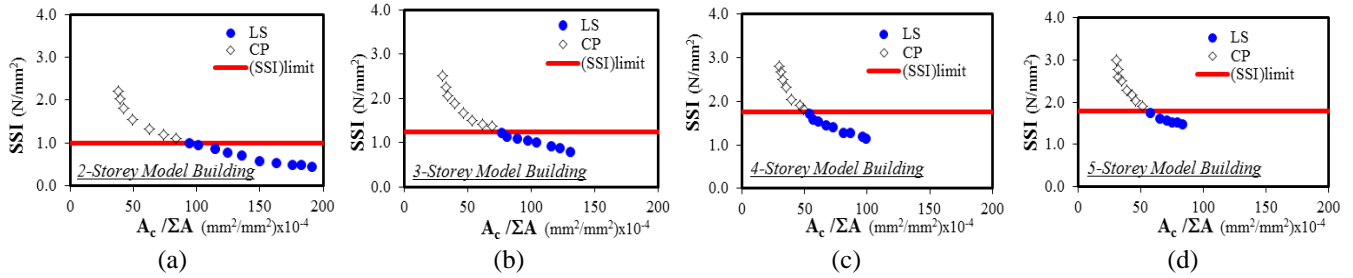 4.0
3.0
2.0
1.0
0.0
SSI (N/mm²)
LS
CP
(SSI)limit
2-Storey Model Building
0 50 100 150 200
A_c /ΣA (mm²/mm²)x10⁻⁴
(a)
4.0
3.0
2.0
1.0
0.0
SSI (N/mm²)
LS
CP
(SSI)limit
3-Storey Model Building
0 50 100 150 200
A_c /ΣA (mm²/mm²)x10⁻⁴
(b)
4.0
3.0
2.0
1.0
0.0
SSI (N/mm²)
LS
CP
(SSI)limit
4-Storey Model Building
0 50 100 150 200
A_c /ΣA (mm²/mm²)x10⁻⁴
(c)
4.0
3.0
2.0
1.0
0.0
SSI (N/mm²)
LS
CP
(SSI)limit
5-Storey Model Building
0 50 100 150 200
A_c /ΣA (mm²/mm²)x10⁻⁴
(d)